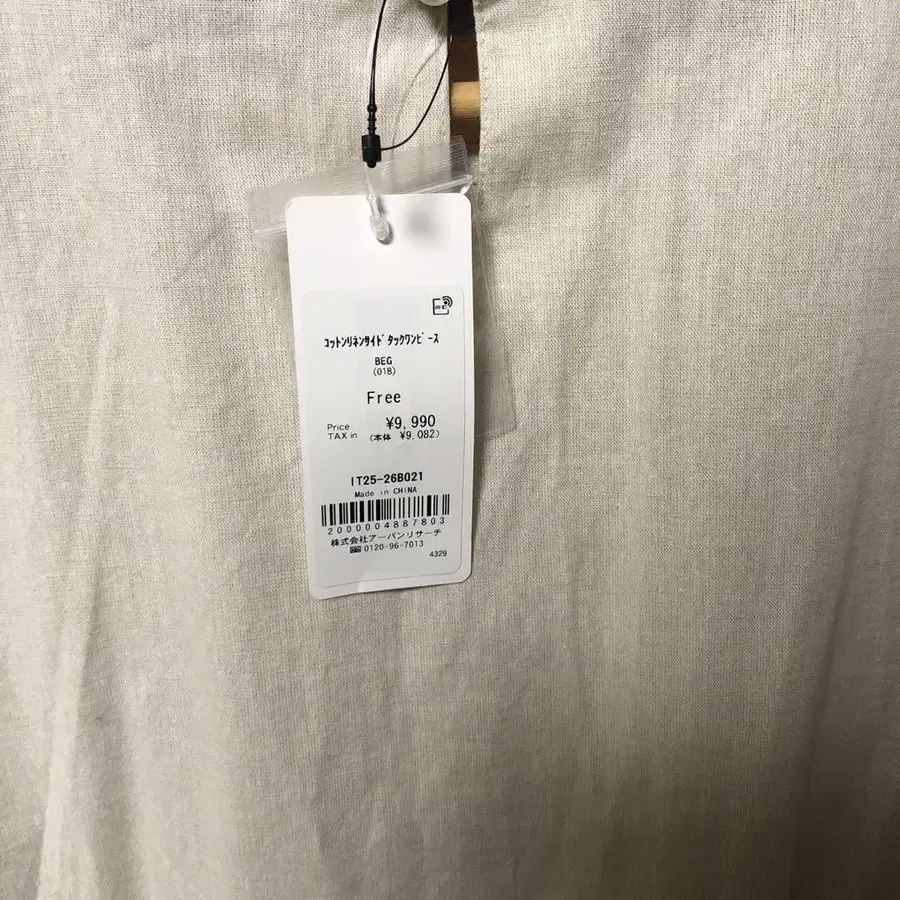 RFID
ｺｯﾄﾝﾘﾈﾝｻｲﾄﾞﾀｯｸﾜﾝﾋﾟｰｽ
BEG
(018)
Free
Price ¥9,990
TAX in (本体 ¥9,082)
IT25-26B021
Made in CHINA
2000004887803
株式会社アーバンリサーチ
0120-96-7013
4329